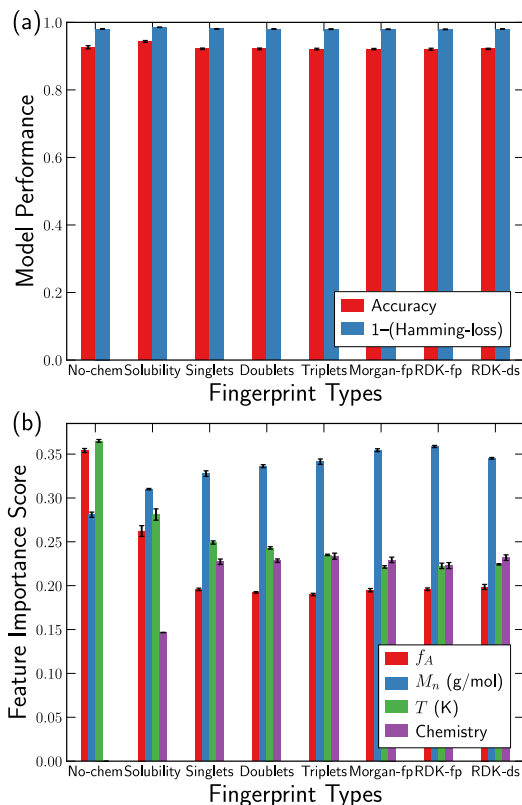 (a)
1.0
0.8
0.6
0.4
0.2
0.0
Model Performance
Accuracy
1−(Hamming-loss)
No-chem Solubility Singlets Doublets Triplets Morgan-fp RDK-fp RDK-ds
Fingerprint Types
(b)
0.35
0.30
0.25
0.20
0.15
0.10
0.05
0.00
Feature Importance Score
f_A
M_n (g/mol)
T (K)
Chemistry
No-chem Solubility Singlets Doublets Triplets Morgan-fp RDK-fp RDK-ds
Fingerprint Types